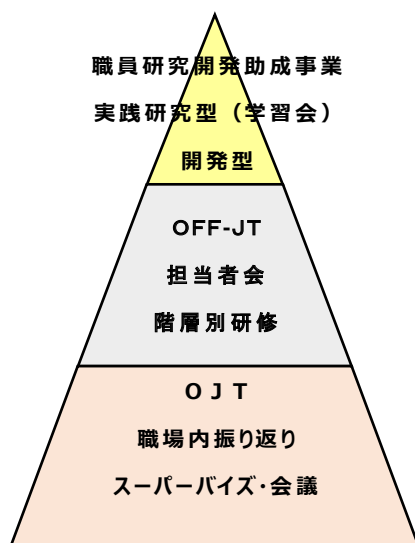 職員研究開発助成事業
実践研究型（学習会）
開発型
OFF-JT
担当者会
階層別研修
ＯＪＴ
職場内振り返り
スーパーバイズ・会議